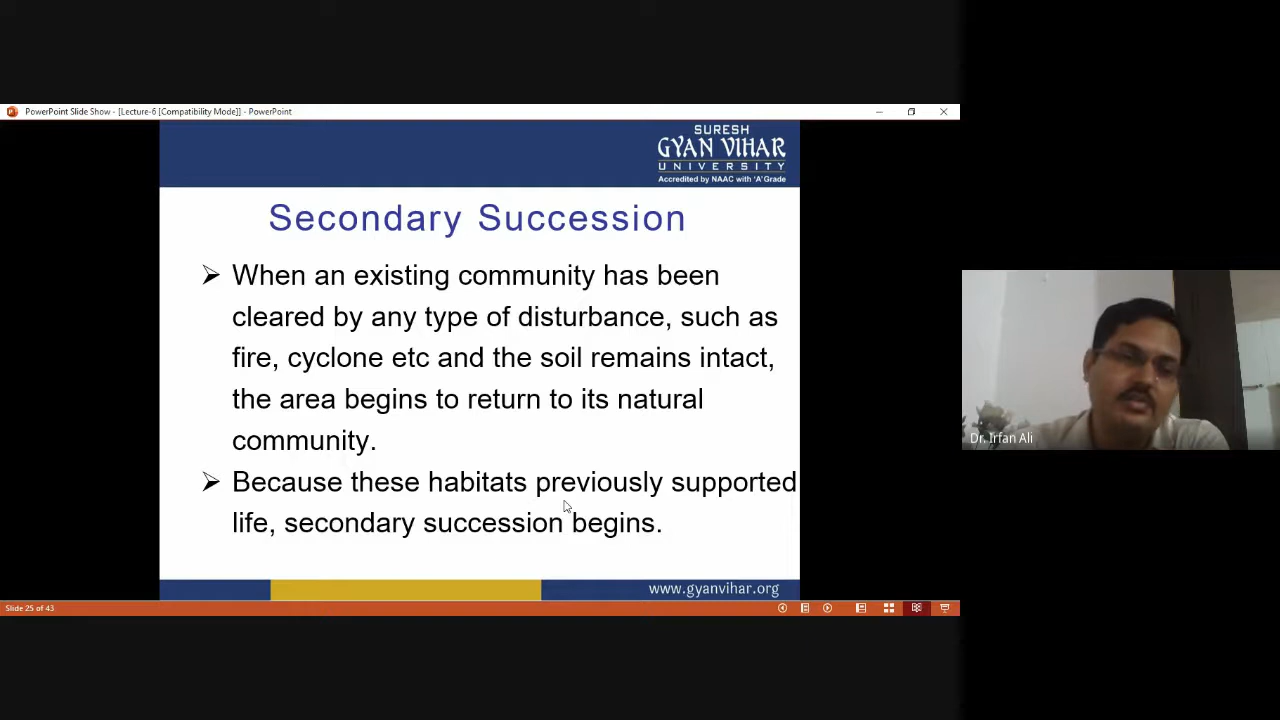 PowerPoint Slide Show - [Lecture-6 [Compatibility Mode]] - PowerPoint
SURESH
GYAN VIHAR
UNIVERSITY
Accredited by NAAC with 'A' Grade
Secondary Succession
When an existing community has been
cleared by any type of disturbance, such as
fire, cyclone etc and the soil remains intact,
the area begins to return to its natural
community.
Because these habitats previously supported
life, secondary succession begins.
Dr. Irfan Ali
www.gyanvihar.org
Slide 25 of 43